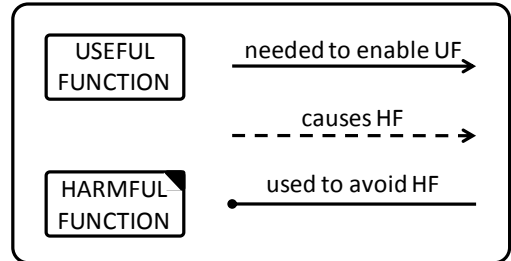 USEFUL
FUNCTION
needed to enable UF
causes HF
HARMFUL
FUNCTION
used to avoid HF